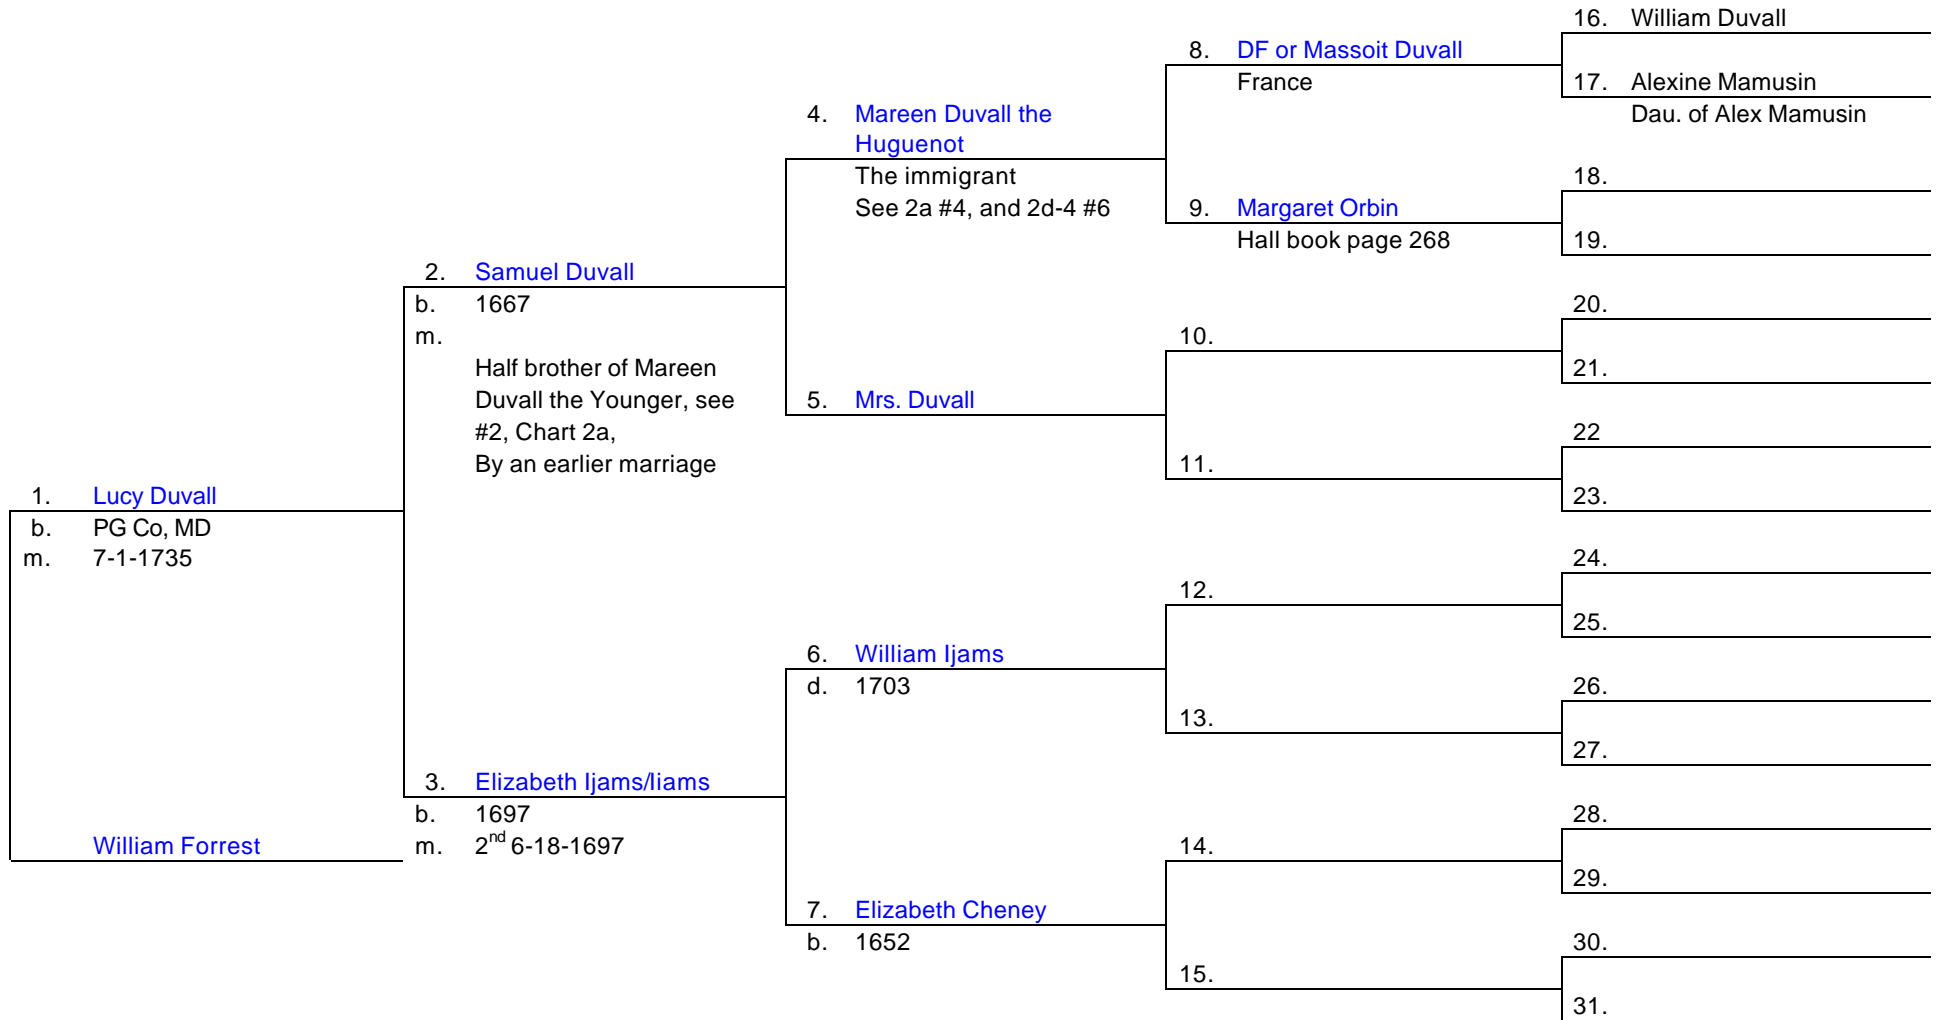 1. Lucy Duvall
b. PG Co, MD
m. 7-1-1735
William Forrest
2. Samuel Duvall
b. 1667
m.
Half brother of Mareen
Duvall the Younger, see
#2, Chart 2a,
By an earlier marriage
3. Elizabeth Ijams/Iiams
b. 1697
m. 2nd 6-18-1697
4. Mareen Duvall the
Huguenot
The immigrant
See 2a #4, and 2d-4 #6
5. Mrs. Duvall
6. William Ijams
d. 1703
7. Elizabeth Cheney
b. 1652
8. DF or Massoit Duvall
France
9. Margaret Orbin
Hall book page 268
10.
11.
12.
13.
14.
15.
16. William Duvall
17. Alexine Mamusin
Dau. of Alex Mamusin
18.
19.
20.
21.
22
23.
24.
25.
26.
27.
28.
29.
30.
31.